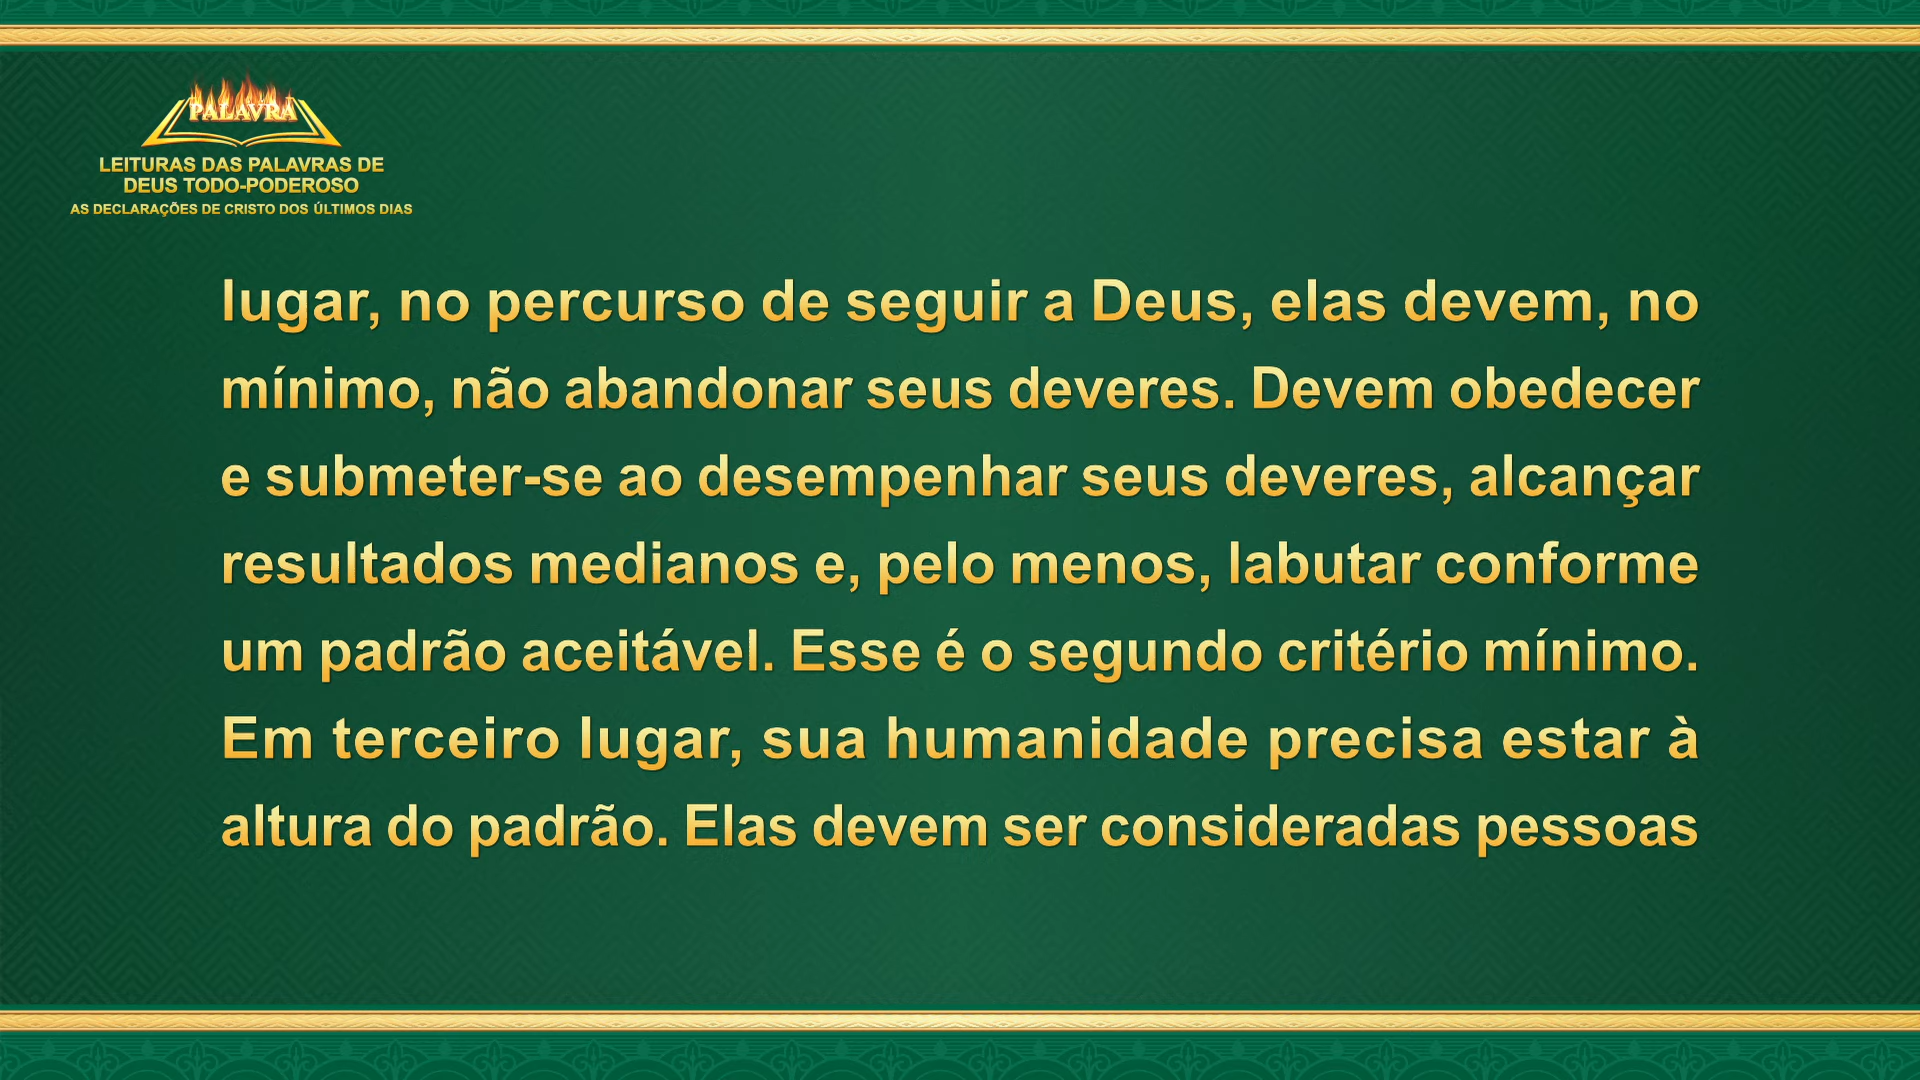 PALAVRA
LEITURAS DAS PALAVRAS DE
DEUS TODO-PODEROSO
AS DECLARAÇÕES DE CRISTO DOS ÚLTIMOS DIAS
lugar, no percurso de seguir a Deus, elas devem, no
mínimo, não abandonar seus deveres. Devem obedecer
e submeter-se ao desempenhar seus deveres, alcançar
resultados medianos e, pelo menos, labutar conforme
um padrão aceitável. Esse é o segundo critério mínimo.
Em terceiro lugar, sua humanidade precisa estar à
altura do padrão. Elas devem ser consideradas pessoas